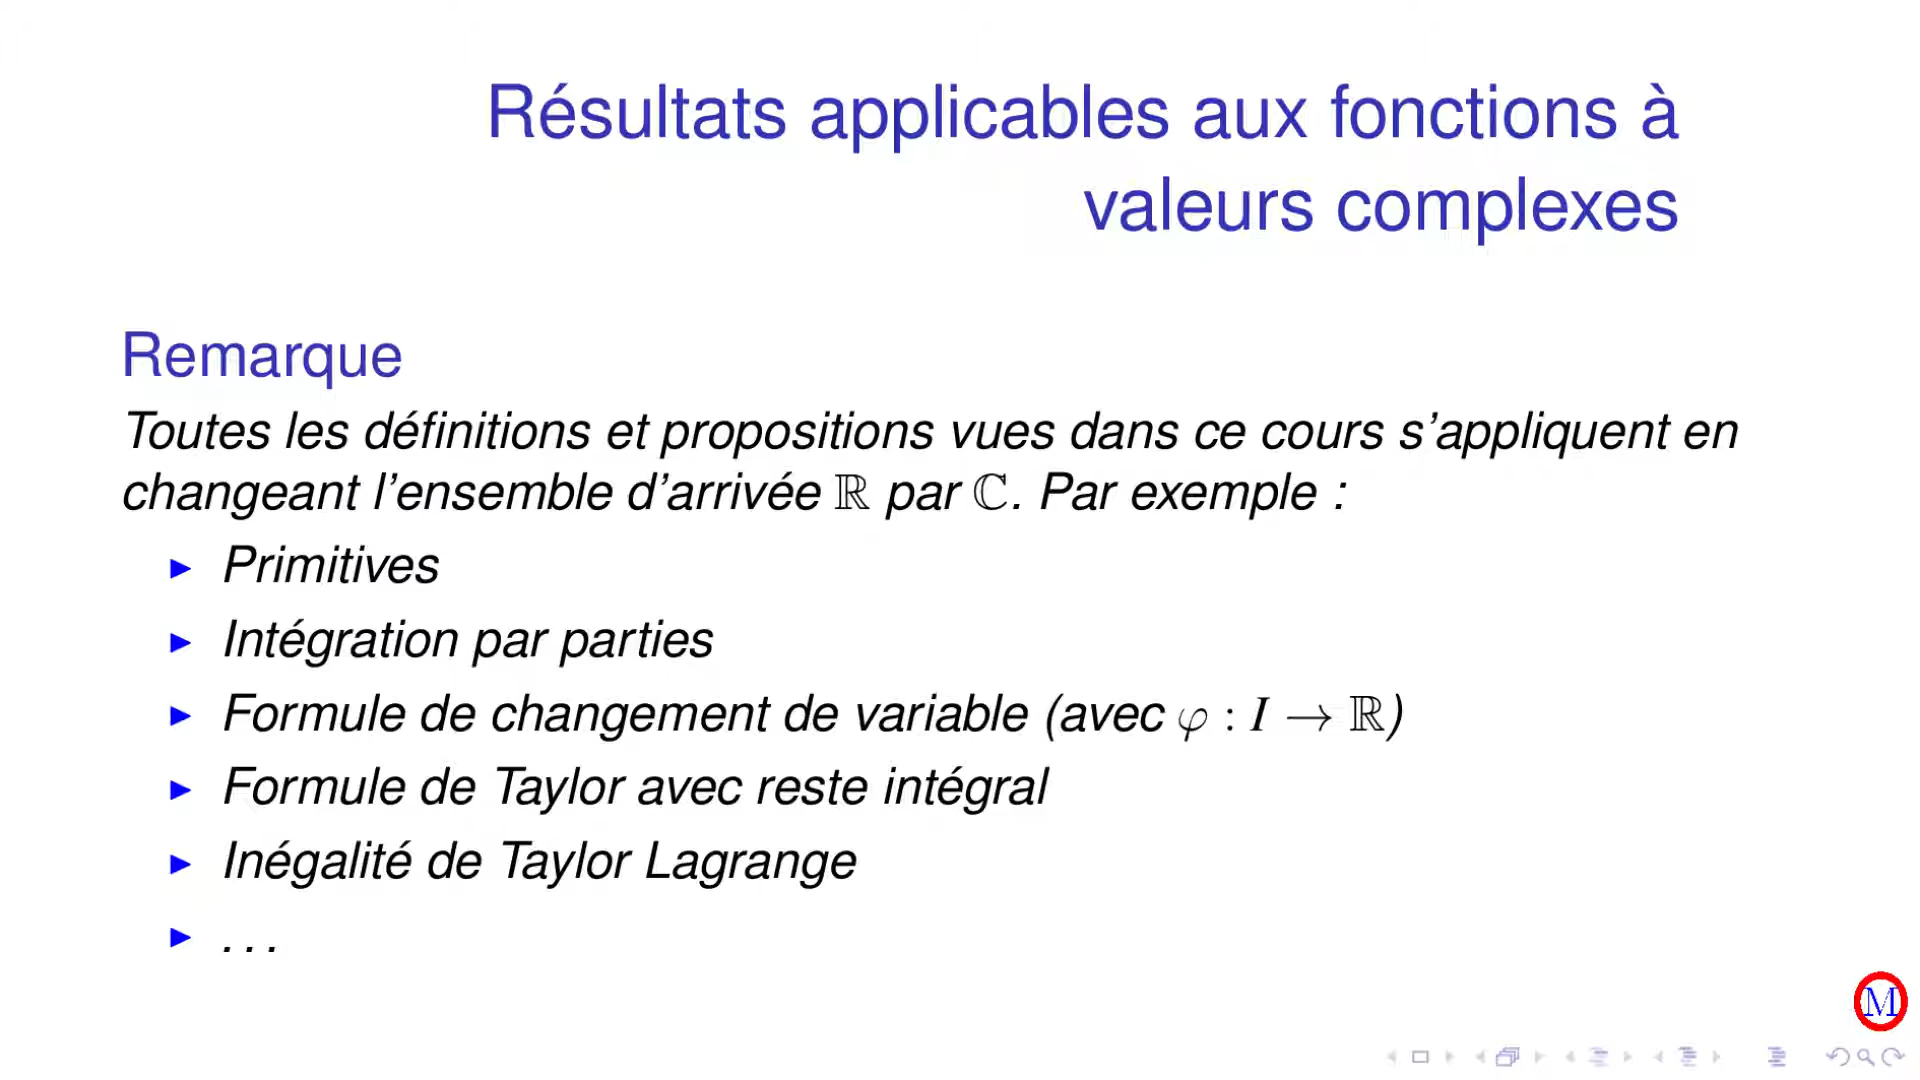 Résultats applicables aux fonctions à
valeurs complexes
Remarque
Toutes les définitions et propositions vues dans ce cours s'appliquent en
changeant l'ensemble d'arrivée ℝ par ℂ. Par exemple :
▶ Primitives
▶ Intégration par parties
▶ Formule de changement de variable (avec φ : I → ℝ)
▶ Formule de Taylor avec reste intégral
▶ Inégalité de Taylor Lagrange
▶ . . .
M